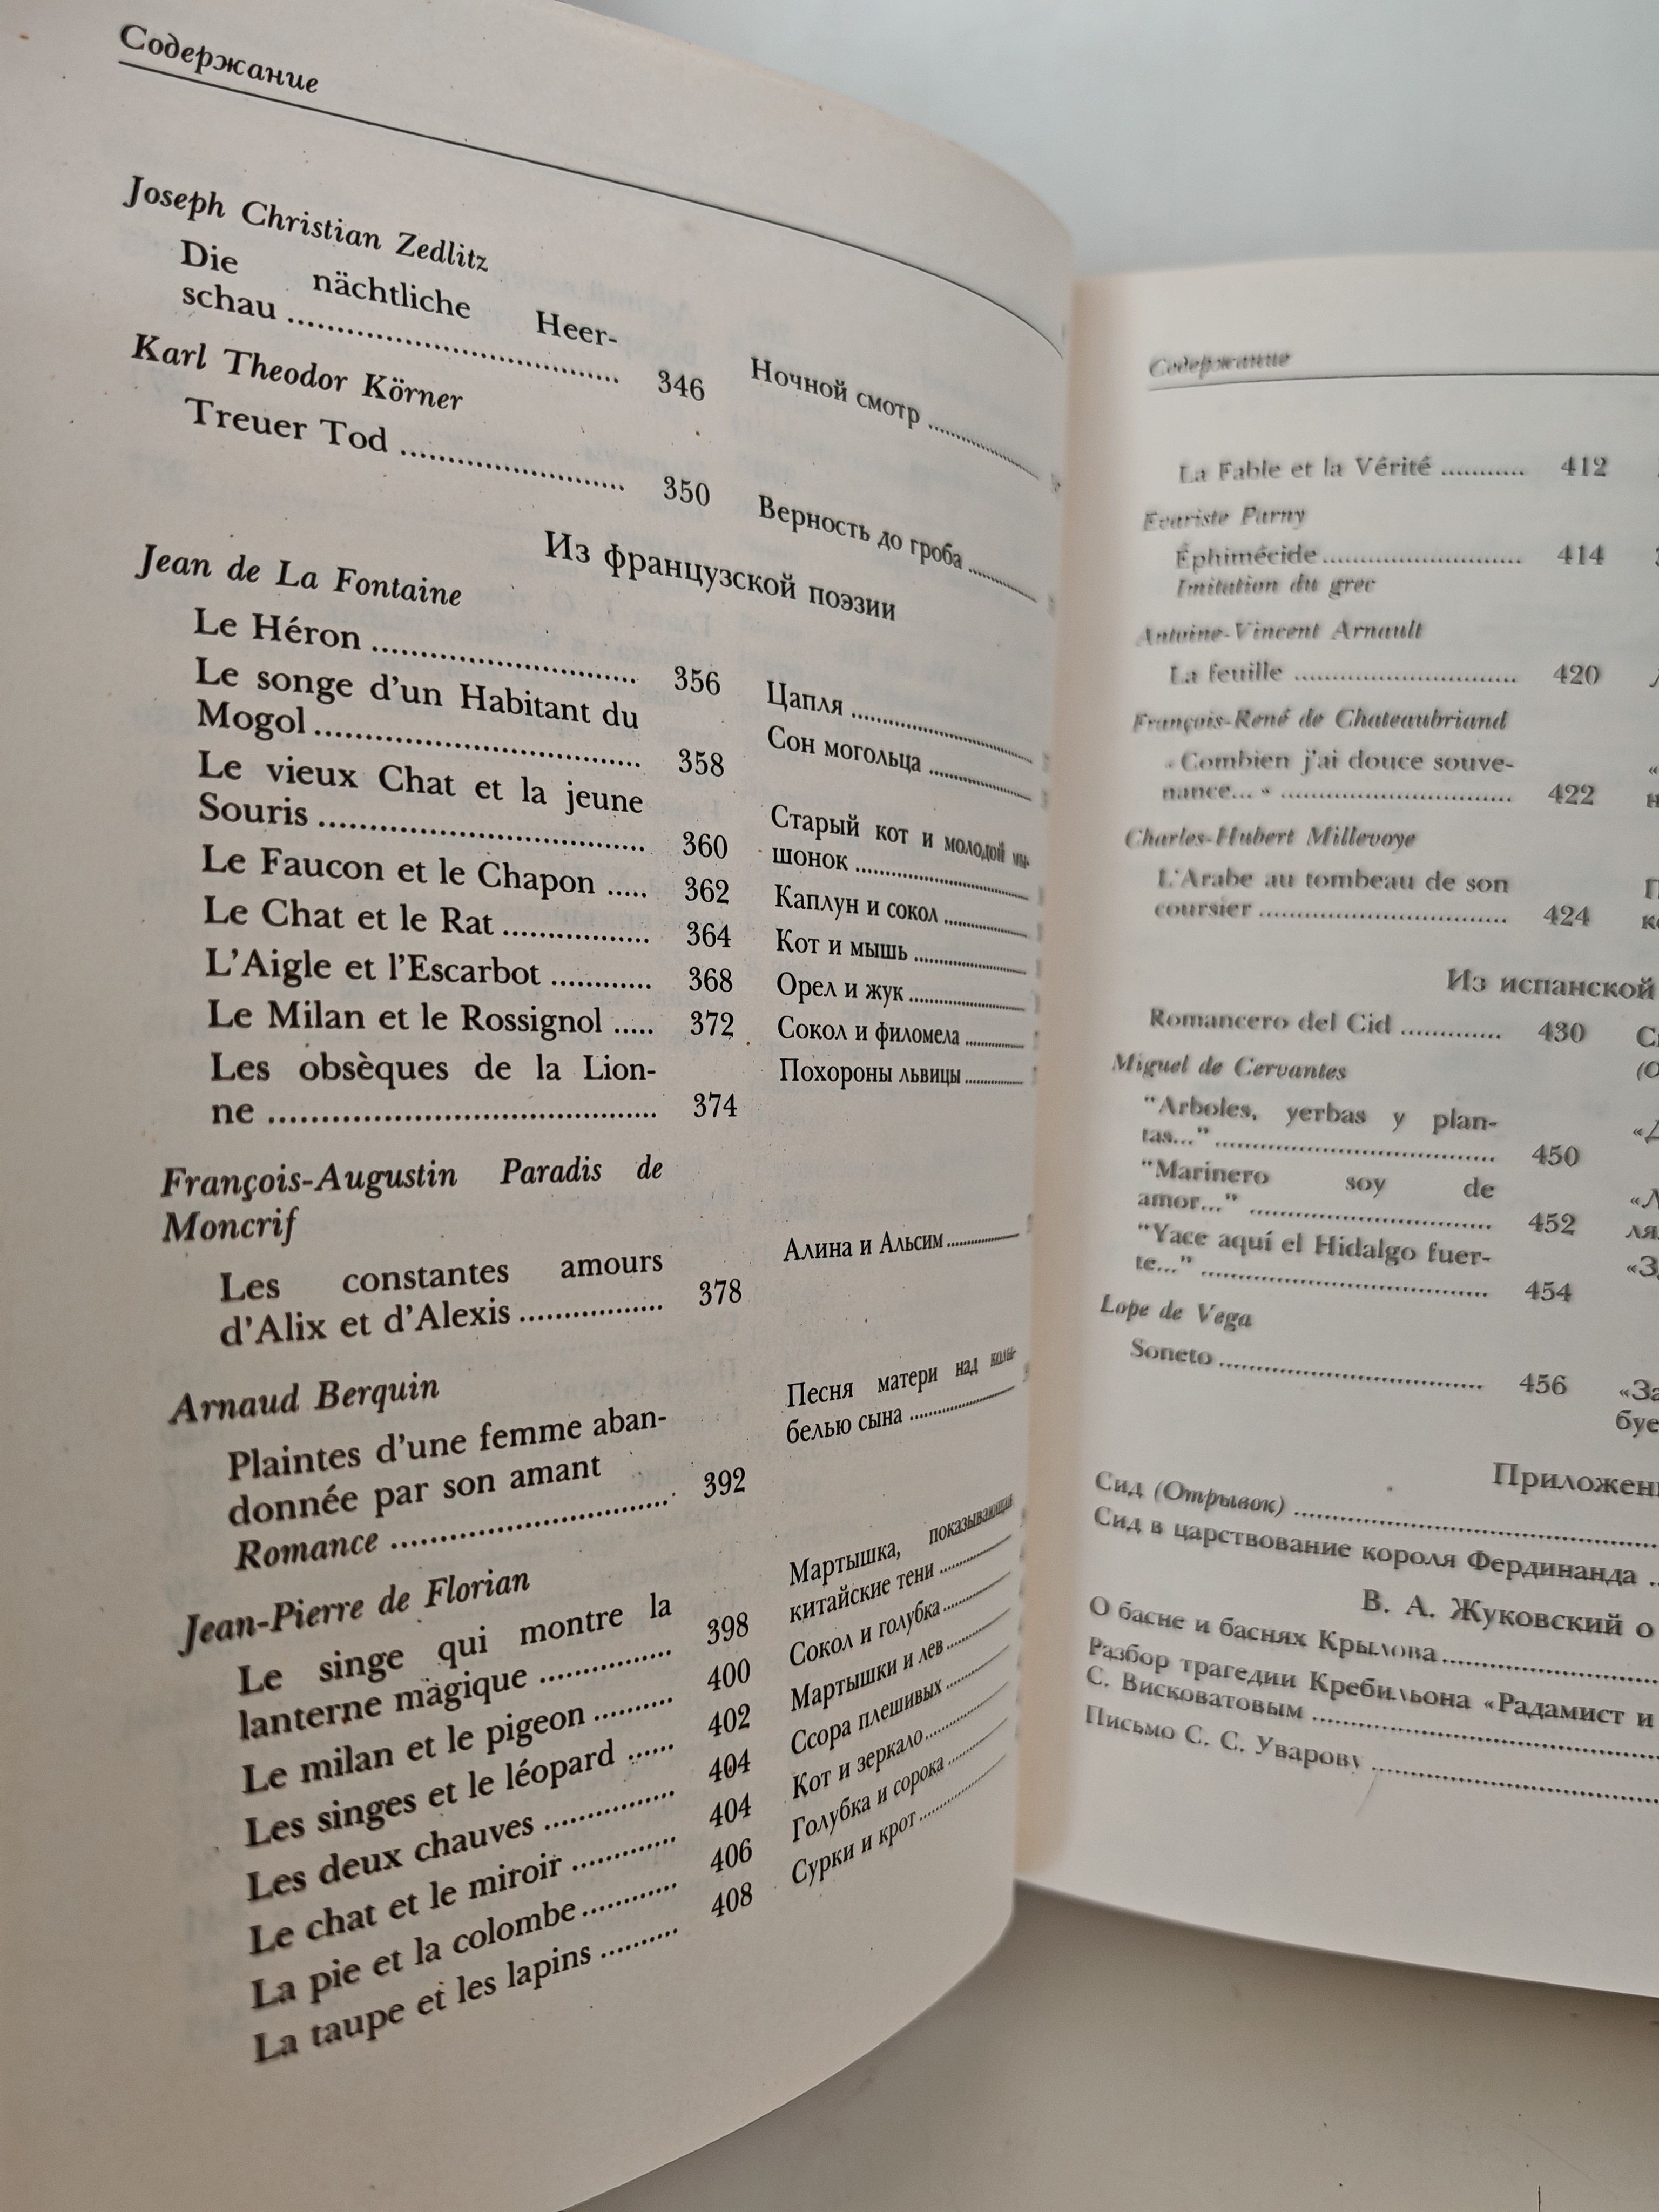 Содержание
Joseph Christian Zedlitz
Die nächtliche Heer-
schau ........ 346 Ночной смотр ........
Karl Theodor Körner
Treuer Tod ........ 350 Верность до гроба ........
Из французской поэзии
Jean de La Fontaine
Le Héron ........ 356 Цапля ........
Le songe d'un Habitant du
Mogol ........ 358 Сон могольца ........
Le vieux Chat et la jeune Старый кот и молодой мы-
Souris ........ 360 шонок ........
Le Faucon et le Chapon ..... 362 Каплун и сокол ........
Le Chat et le Rat ........ 364 Кот и мышь ........
L'Aigle et l'Escarbot ........ 368 Орел и жук ........
Le Milan et le Rossignol ..... 372 Сокол и филомела ........
Les obsèques de la Lion- Похороны львицы ........
ne ........ 374
François-Augustin Paradis de
Moncrif
Les constantes amours Алина и Альсим ........
d'Alix et d'Alexis ........ 378
Arnaud Berquin
Plaintes d'une femme aban- Песня матери над колы-
donnée par son amant белью сына ........
Romance ........ 392
Jean-Pierre de Florian
Le singe qui montre la Мартышка, показывающая
lanterne magique ........ 398 китайские тени ........
Le milan et le pigeon ........ 400 Сокол и голубка ........
Les singes et le léopard ...... 402 Мартышки и лев ........
Les deux chauves ........ 404 Ссора плешивых ........
Le chat et le miroir ........ 404 Кот и зеркало ........
La pie et la colombe ........ 406 Голубка и сорока ........
La taupe et les lapins ........ 408 Сурки и крот ........
Содержание
La Fable et la Vérité ........ 412
Evariste Parny
Éphimécide ........ 414
Imitation du grec
Antoine-Vincent Arnault
La feuille ........ 420
François-René de Chateaubriand
«Combien j'ai douce souve-
nance... » ........ 422
Charles-Hubert Millevoye
L'Arabe au tombeau de son
coursier ........ 424
Из испанской
Romancero del Cid ........ 430
Miguel de Cervantes
"Arboles, yerbas y plan-
tas..." ........ 450
"Marinero soy de
amor..." ........ 452
"Yace aquí el Hidalgo fuer-
te..." ........ 454
Lope de Vega
Soneto ........ 456 «За
буе
Приложен
Сид (Отрывок) ........
Сид в царствование короля Фердинанда ..
В. А. Жуковский о
О басне и баснях Крылова ........
Разбор трагедии Кребильона «Радамист и
С. Висковатовым ........
Письмо С. С. Уварову ........